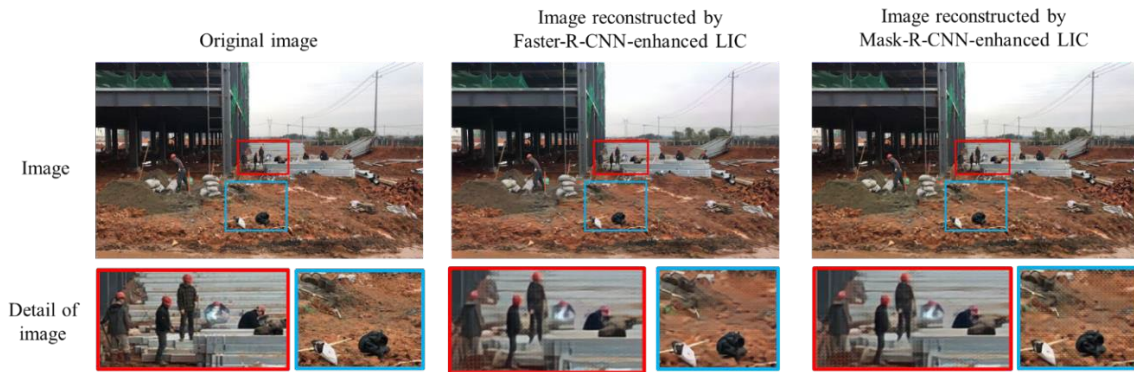 Original image
Image reconstructed by
Faster-R-CNN-enhanced LIC
Image reconstructed by
Mask-R-CNN-enhanced LIC
Image
Detail of
image